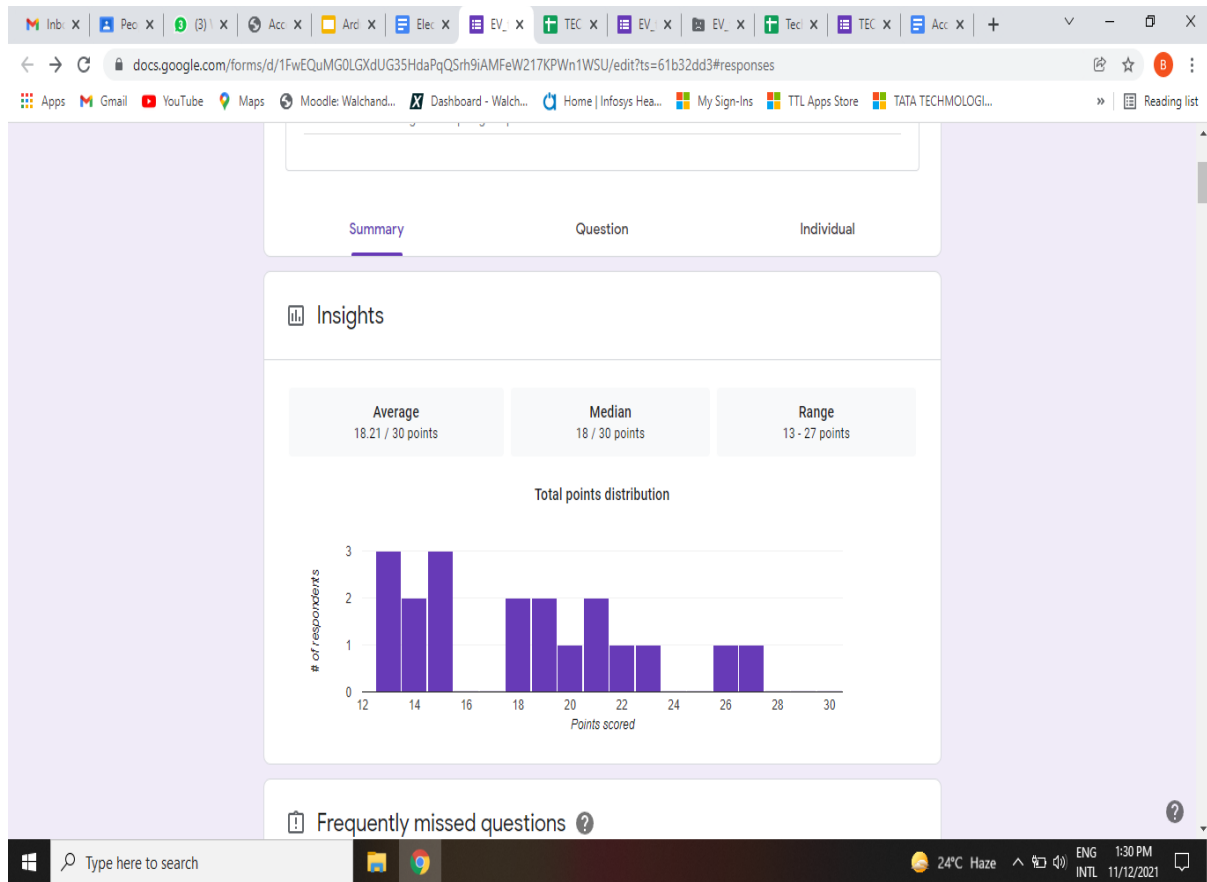 Inb Peo (3) \ Acc Ard Elec EV_ TEC EV_ EV_ Tecl TEC Acc
docs.google.com/forms/d/1FwEQuMG0LGXdUG35HdaPqQSrh9iAMFeW217KPWn1WSU/edit?ts=61b32dd3#responses B
Apps Gmail YouTube Maps Moodle: Walchand... Dashboard - Walch... Home | Infosys Hea... My Sign-Ins TTL Apps Store TATA TECHMOLOGI... » Reading list
Summary Question Individual
Insights
Average Median Range
18.21 / 30 points 18 / 30 points 13 - 27 points
Total points distribution
# of respondents
3
2
1
0
12 14 16 18 20 22 24 26 28 30
Points scored
Frequently missed questions
Type here to search 24°C Haze ENG INTL 1:30 PM 11/12/2021